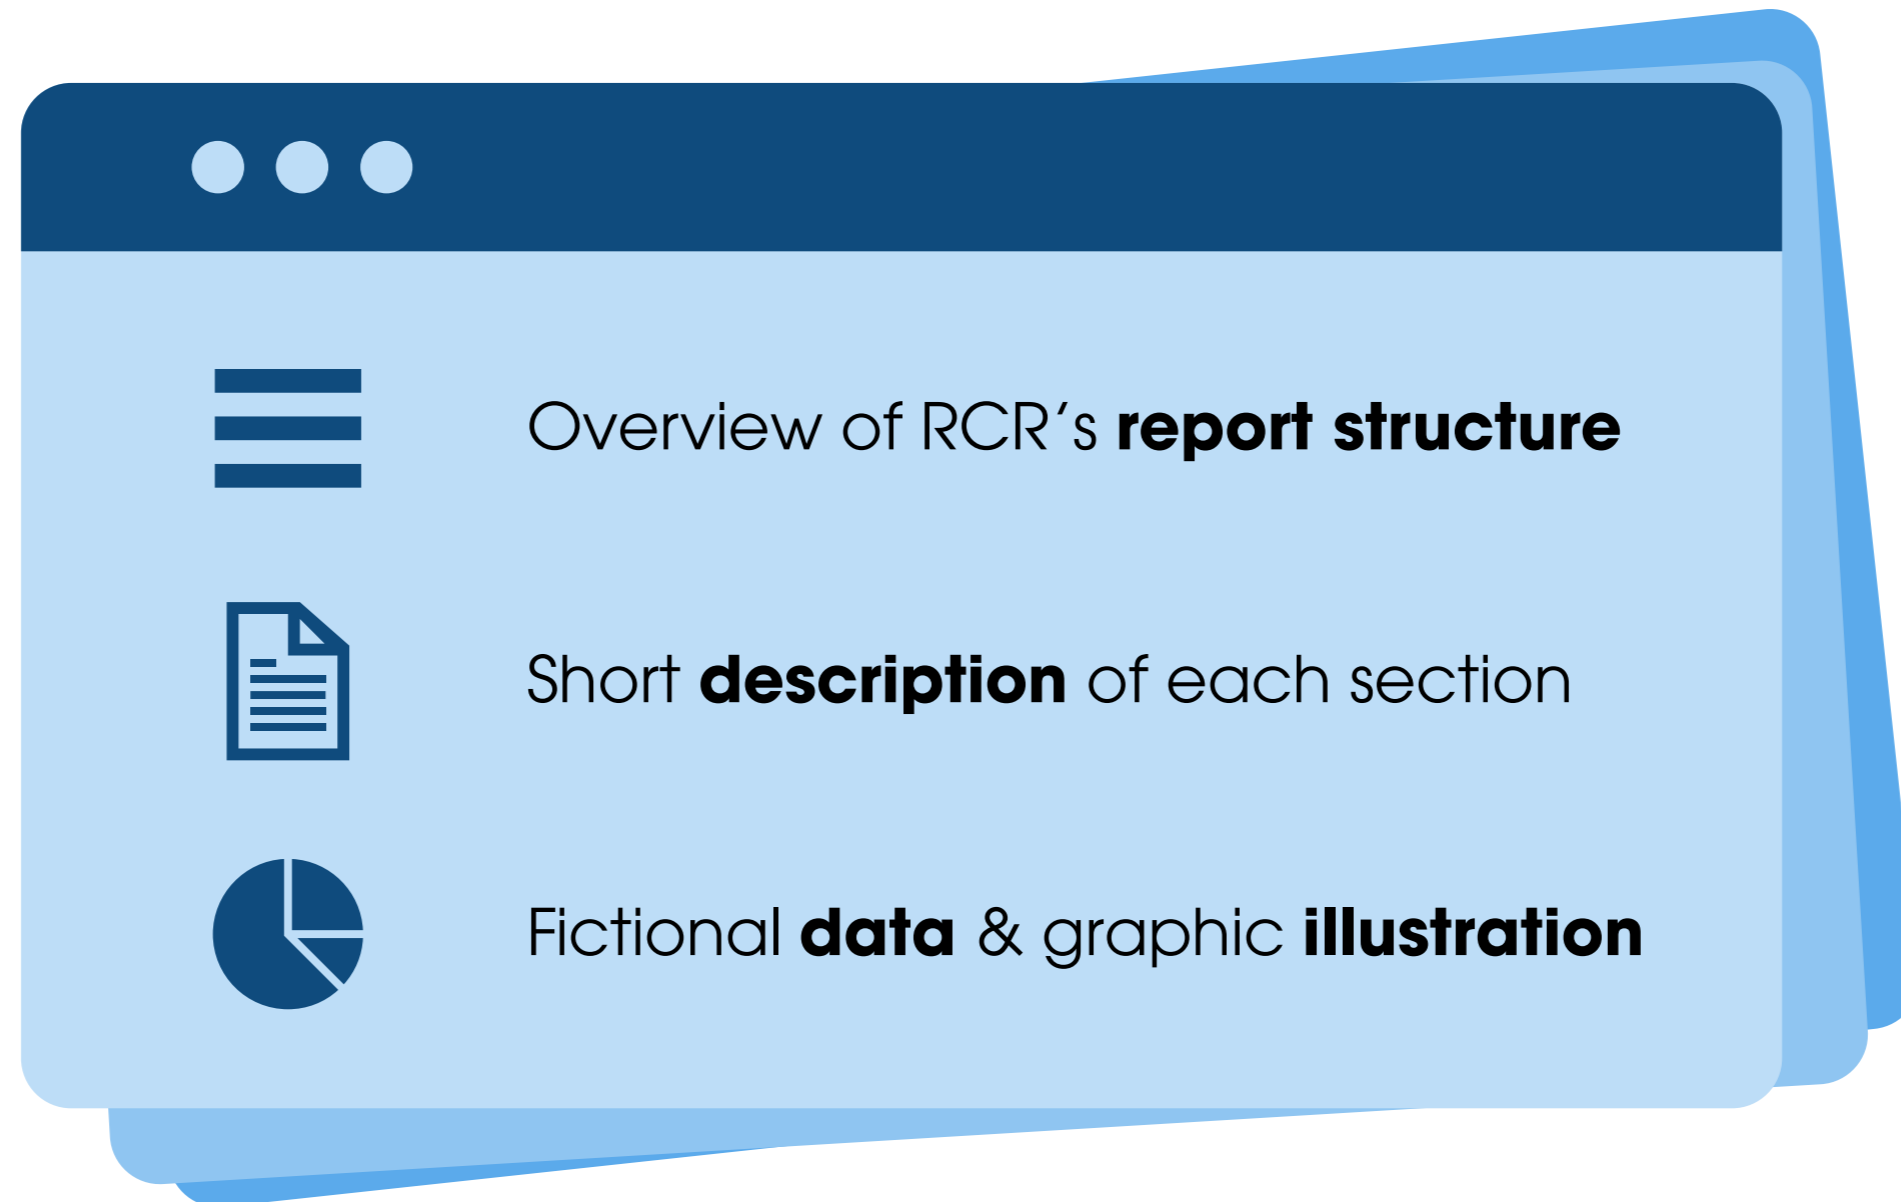 Overview of RCR’s report structure
Short description of each section
Fictional data & graphic illustration